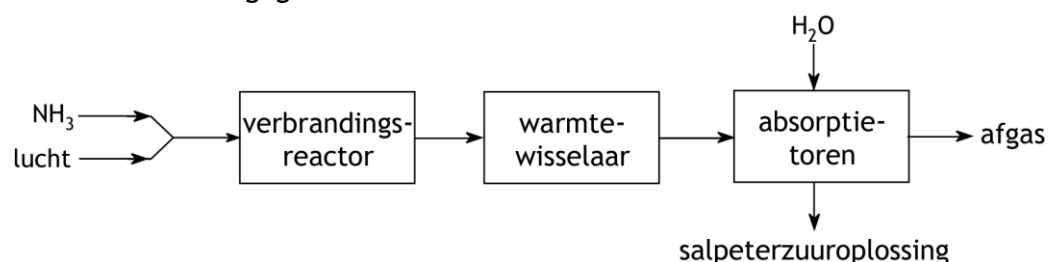 H₂O
NH₃
lucht
verbrandings-
reactor
warmte-
wisselaar
absorptie-
toren
afgas
salpeterzuuroplossing